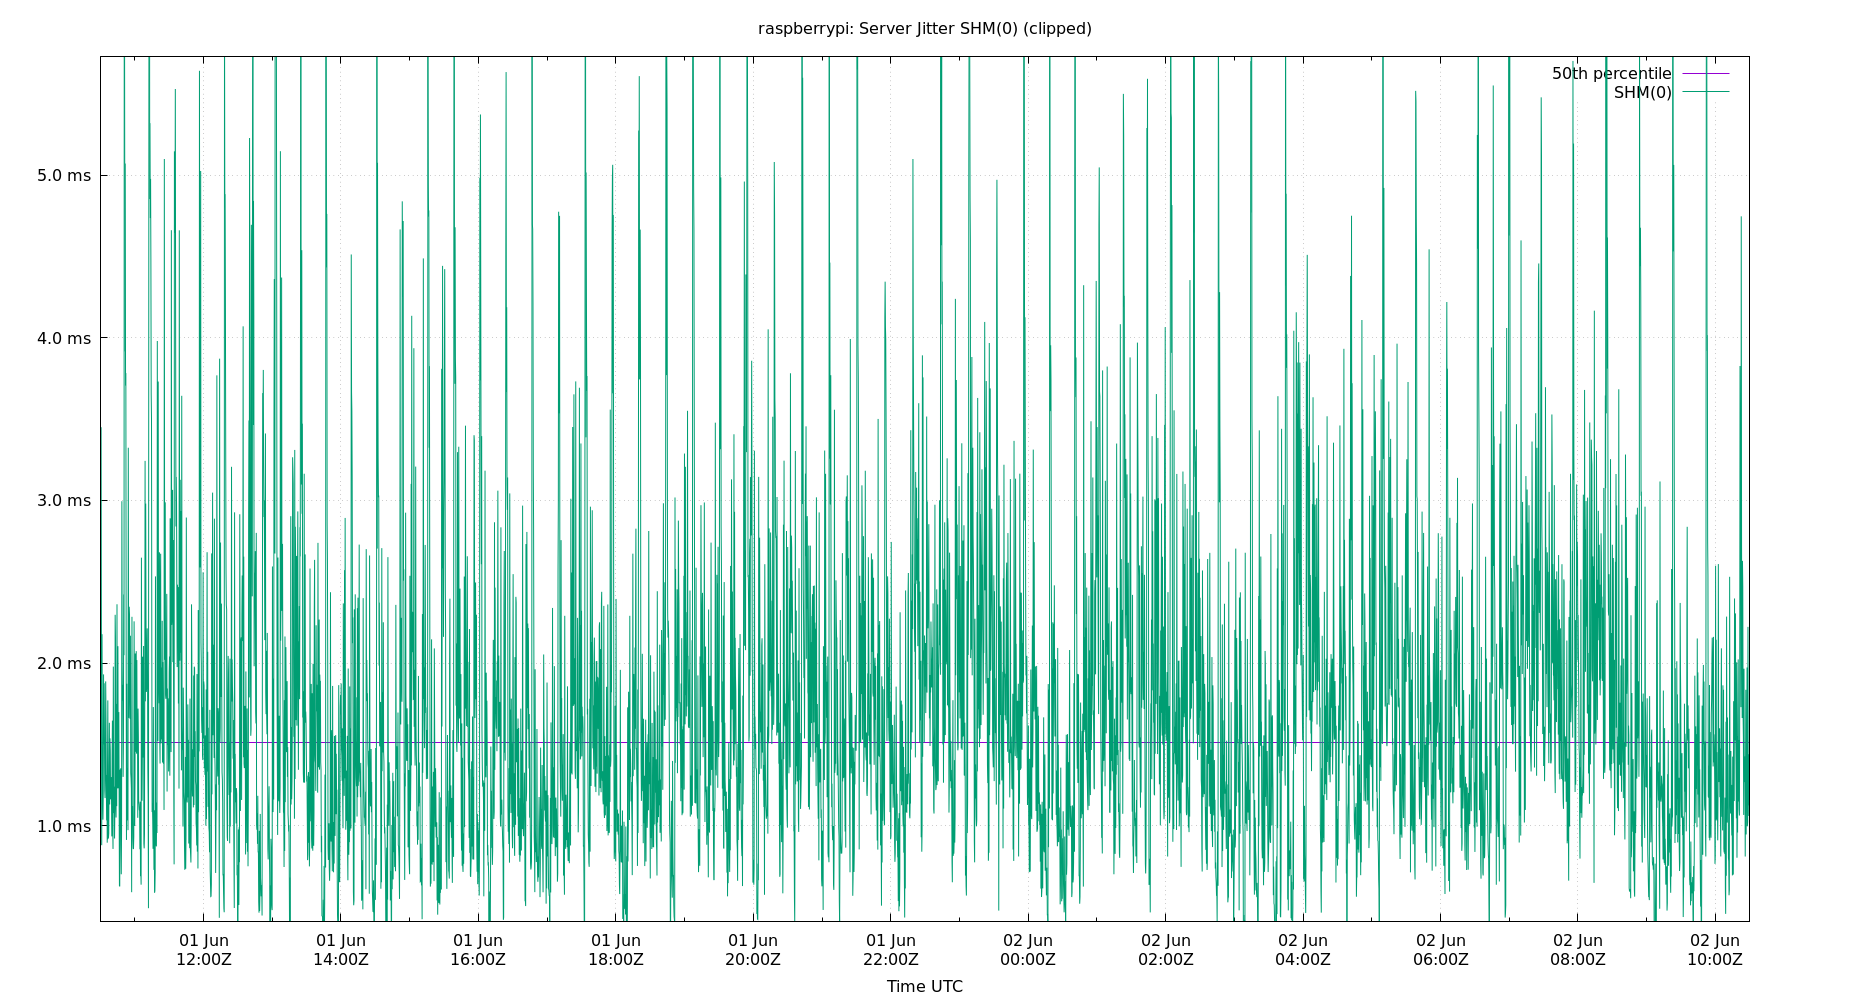 raspberrypi: Server Jitter SHM(0) (clipped)
50th percentile
SHM(0)
5.0 ms
4.0 ms
3.0 ms
2.0 ms
1.0 ms
01 Jun 01 Jun 01 Jun 01 Jun 01 Jun 01 Jun 02 Jun 02 Jun 02 Jun 02 Jun 02 Jun 02 Jun
12:00Z 14:00Z 16:00Z 18:00Z 20:00Z 22:00Z 00:00Z 02:00Z 04:00Z 06:00Z 08:00Z 10:00Z
Time UTC